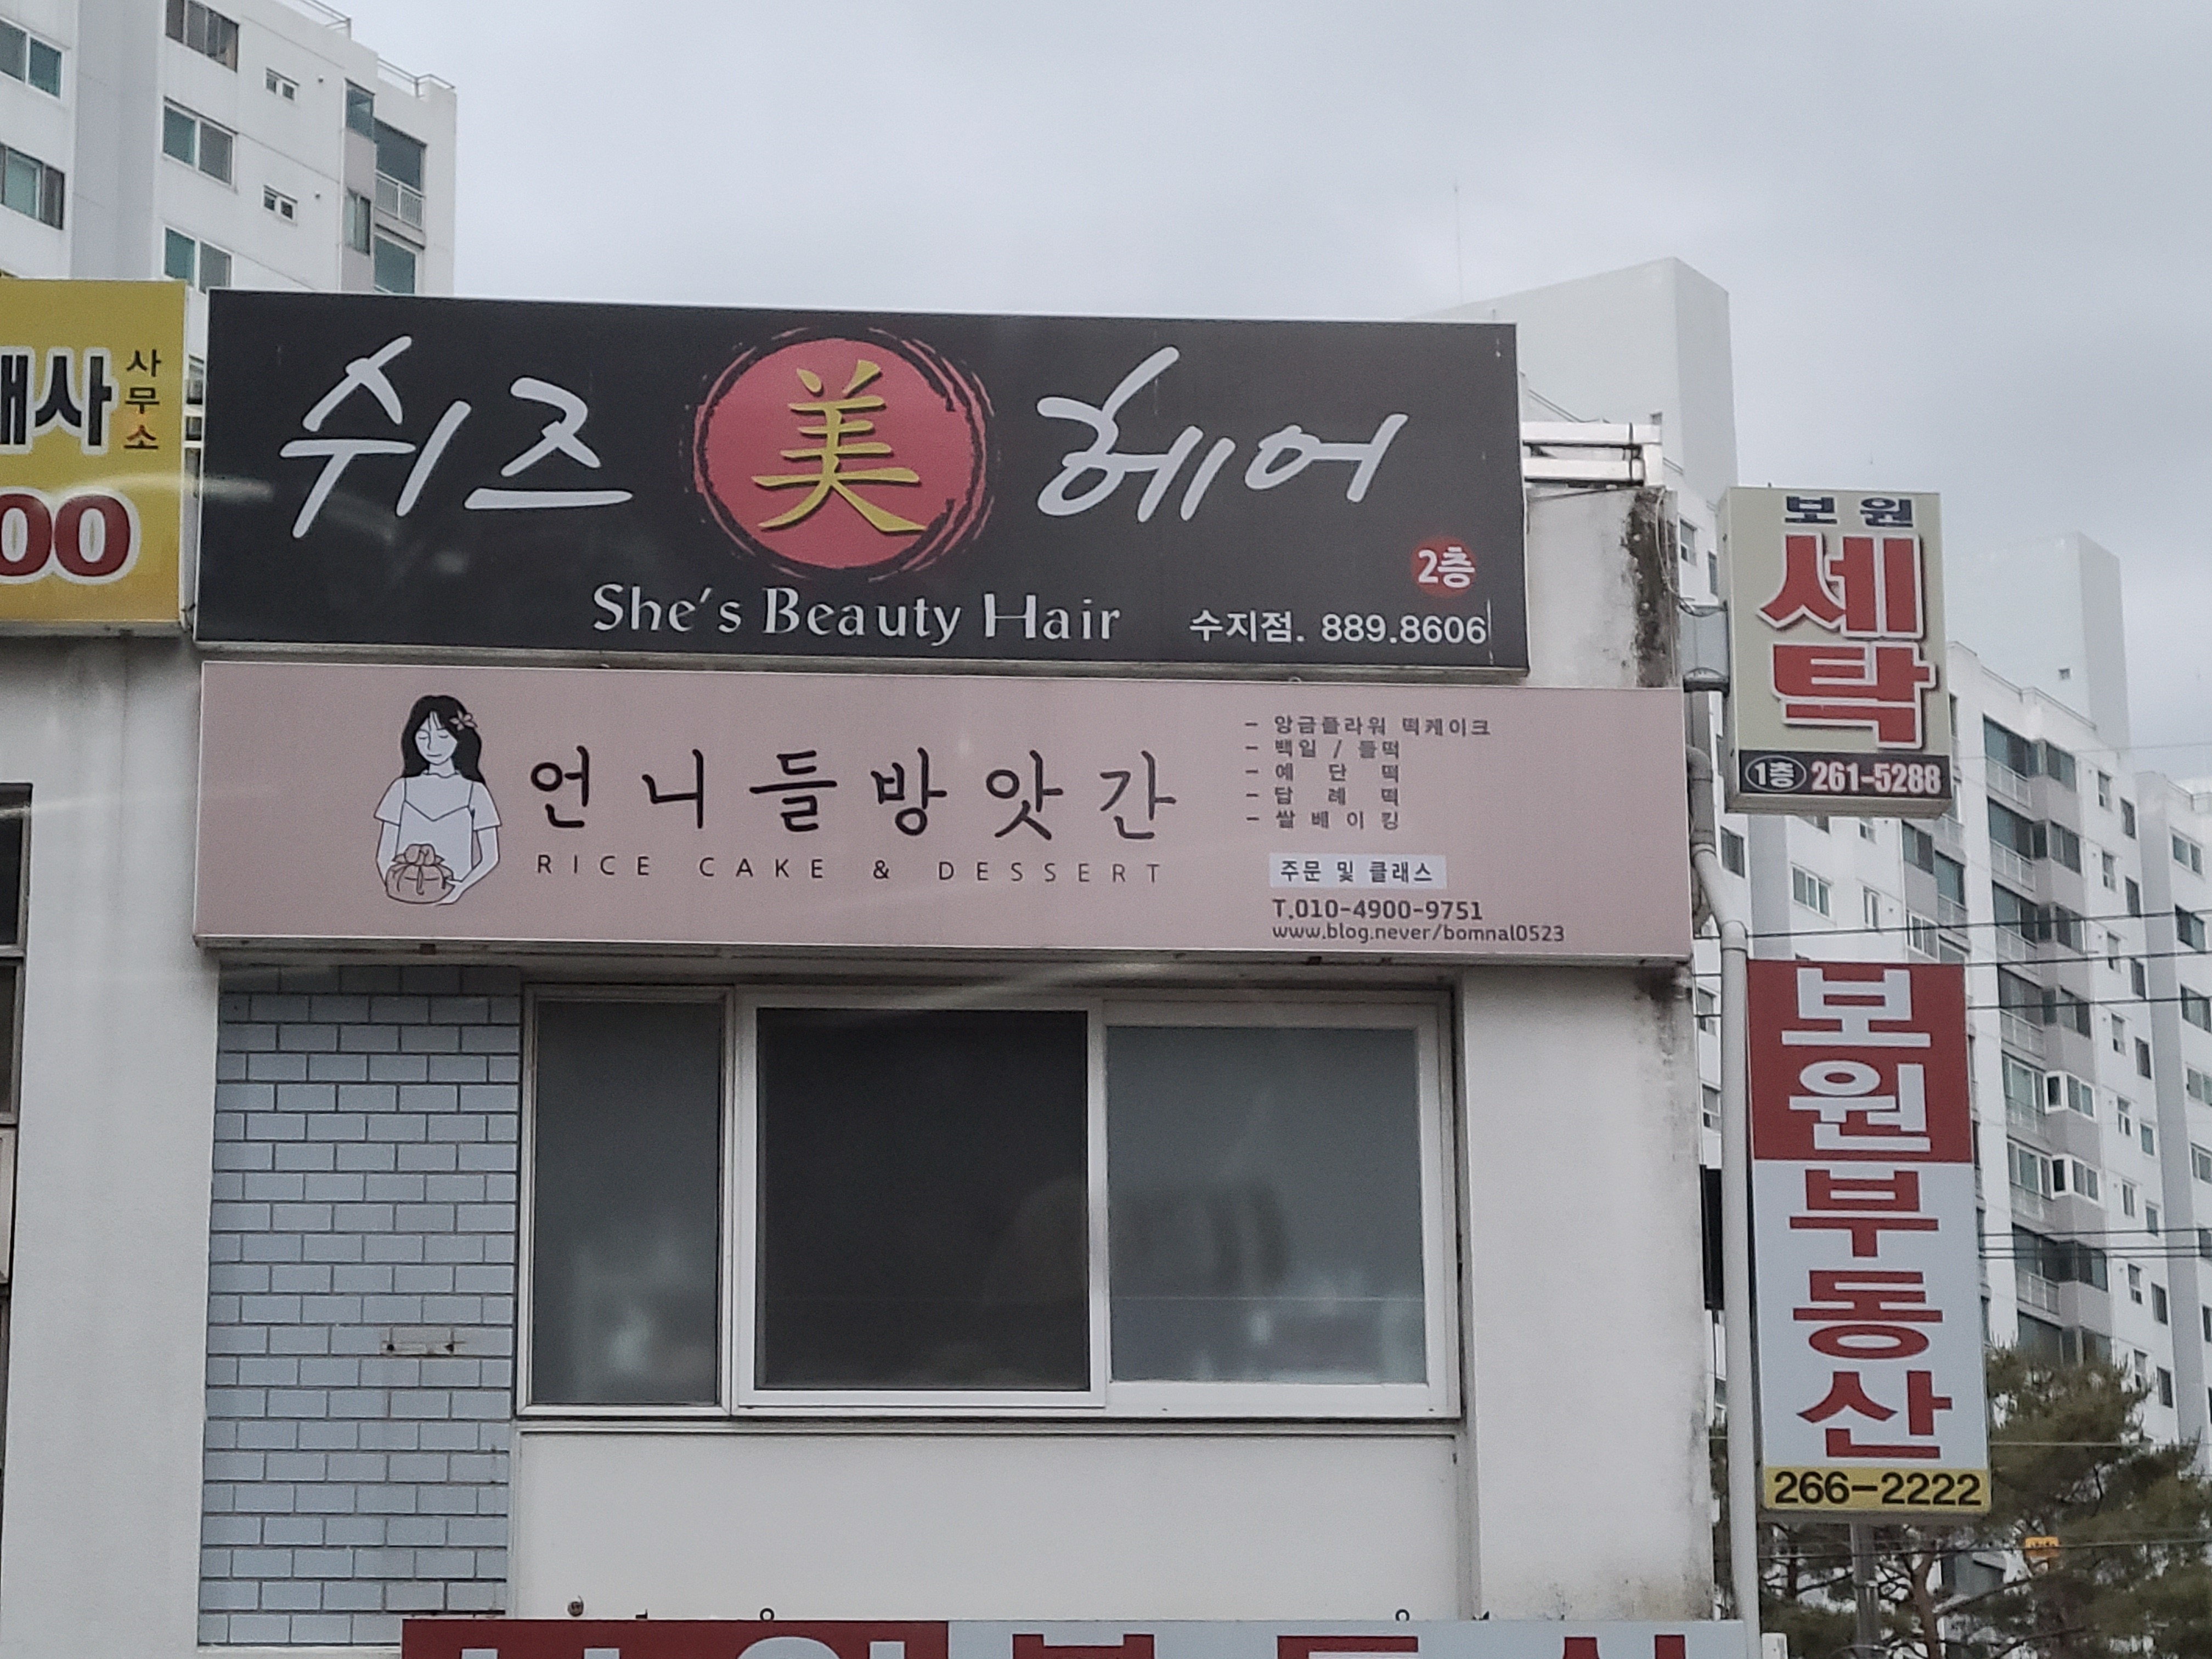 사무소
00
쉬즈 美 헤어
2층
She's Beauty Hair 수지점. 889.8606
언니들방앗간
RICE CAKE & DESSERT
- 앙금플라워 떡케이크
- 백일 / 돌떡
- 예 단 떡
- 답 례 떡
- 쌀 베 이 킹
주문 및 클래스
T.010-4900-9751
www.blog.never/bomnal0523
보원
세탁
1층 261-5288
보원부동산
266-2222